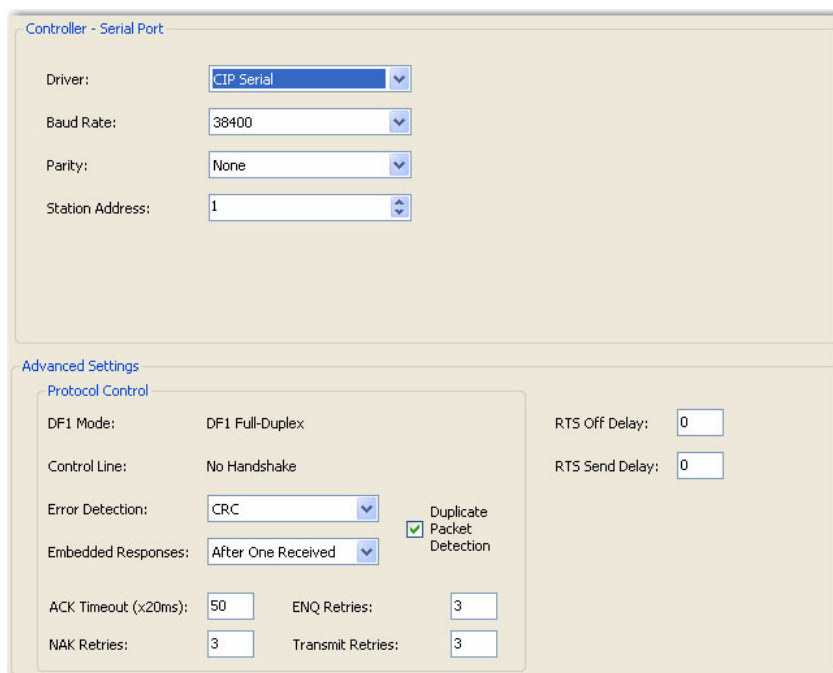 Controller - Serial Port
Driver: CIP Serial
Baud Rate: 38400
Parity: None
Station Address: 1
Advanced Settings
Protocol Control
DF1 Mode: DF1 Full-Duplex
Control Line: No Handshake
Error Detection: CRC
Embedded Responses: After One Received
Duplicate
Packet
Detection
ACK Timeout (x20ms): 50 ENQ Retries: 3
NAK Retries: 3 Transmit Retries: 3
RTS Off Delay: 0
RTS Send Delay: 0